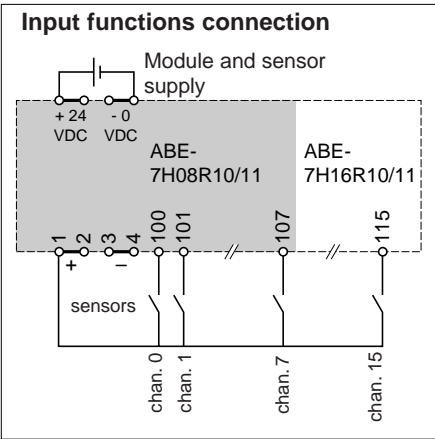 Input functions connection
Module and sensor
supply
+ 24
VDC
- 0
VDC
ABE-
7H08R10/11
ABE-
7H16R10/11
1
2
3
4
100
101
107
115
+
–
sensors
chan. 0
chan. 1
chan. 7
chan. 15